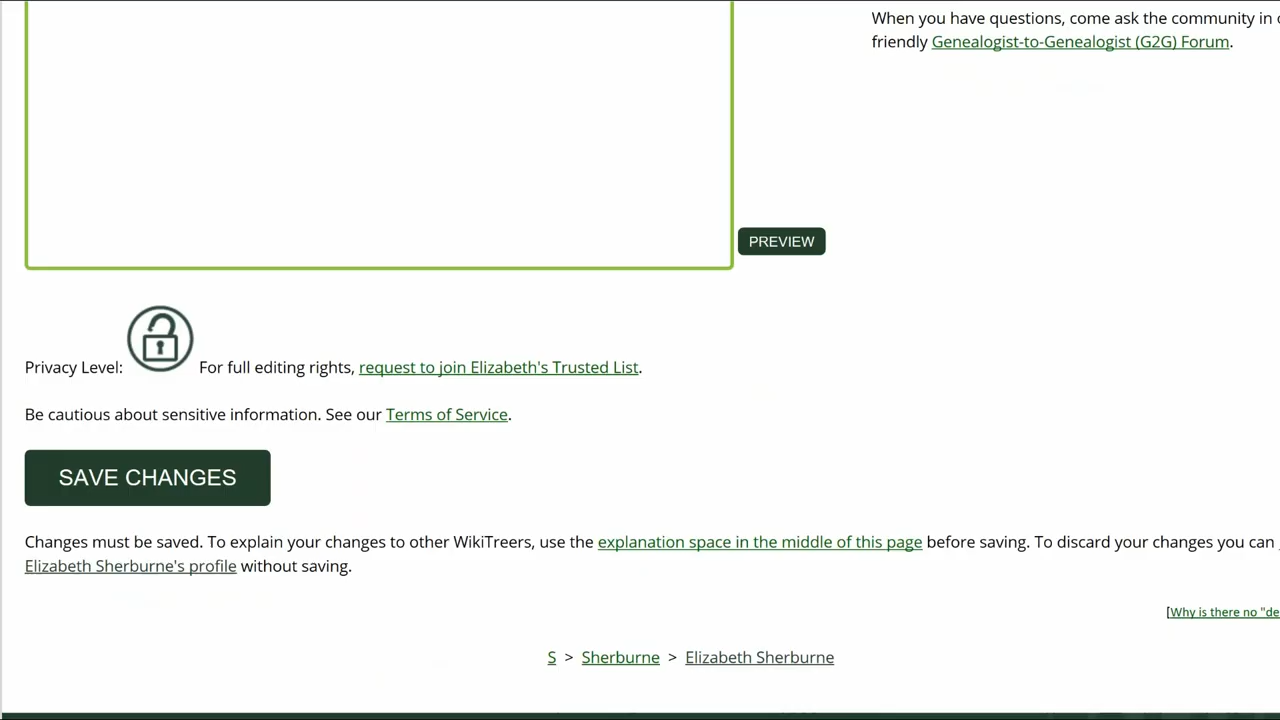 When you have questions, come ask the community in
friendly Genealogist-to-Genealogist (G2G) Forum.
PREVIEW
Privacy Level: For full editing rights, request to join Elizabeth's Trusted List.
Be cautious about sensitive information. See our Terms of Service.
SAVE CHANGES
Changes must be saved. To explain your changes to other WikiTreers, use the explanation space in the middle of this page before saving. To discard your changes you can
Elizabeth Sherburne's profile without saving.
[Why is there no "de
S > Sherburne > Elizabeth Sherburne